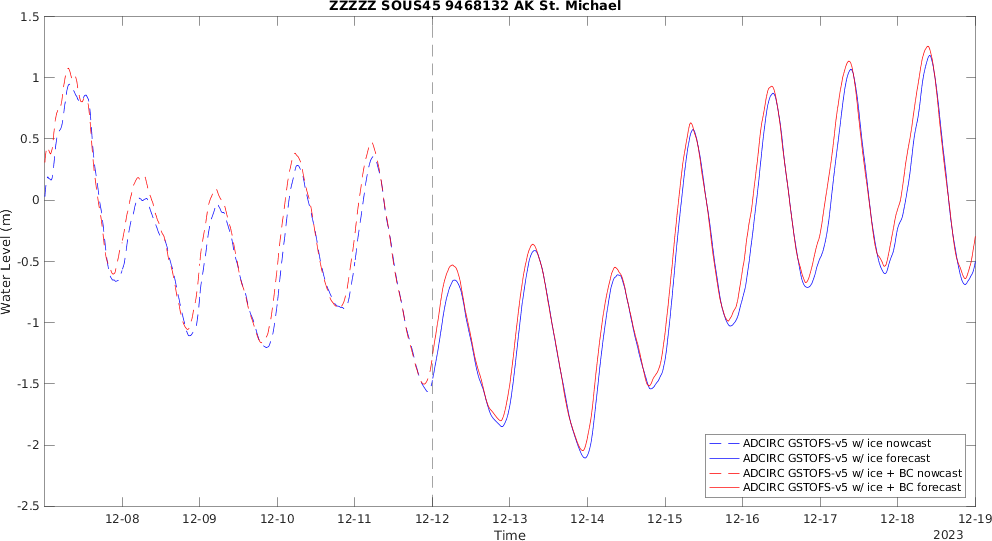 ZZZZZ SOUS45 9468132 AK St. Michael
1.5
1
0.5
0
-0.5
-1
-1.5
-2
-2.5
Water Level (m)
ADCIRC GSTOFS-v5 w/ ice nowcast
ADCIRC GSTOFS-v5 w/ ice forecast
ADCIRC GSTOFS-v5 w/ ice + BC nowcast
ADCIRC GSTOFS-v5 w/ ice + BC forecast
12-08 12-09 12-10 12-11 12-12 12-13 12-14 12-15 12-16 12-17 12-18 12-19
Time
2023